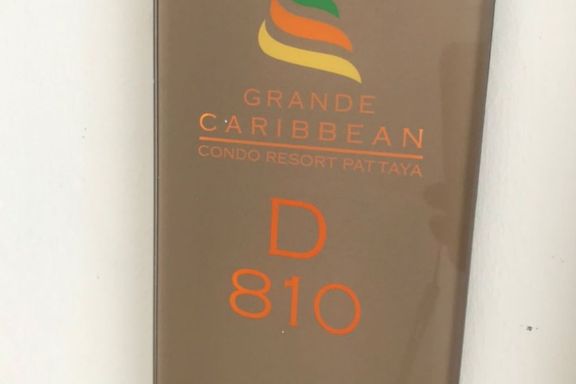 GRANDE
CARIBBEAN
CONDO RESORT PATTAYA
D
810